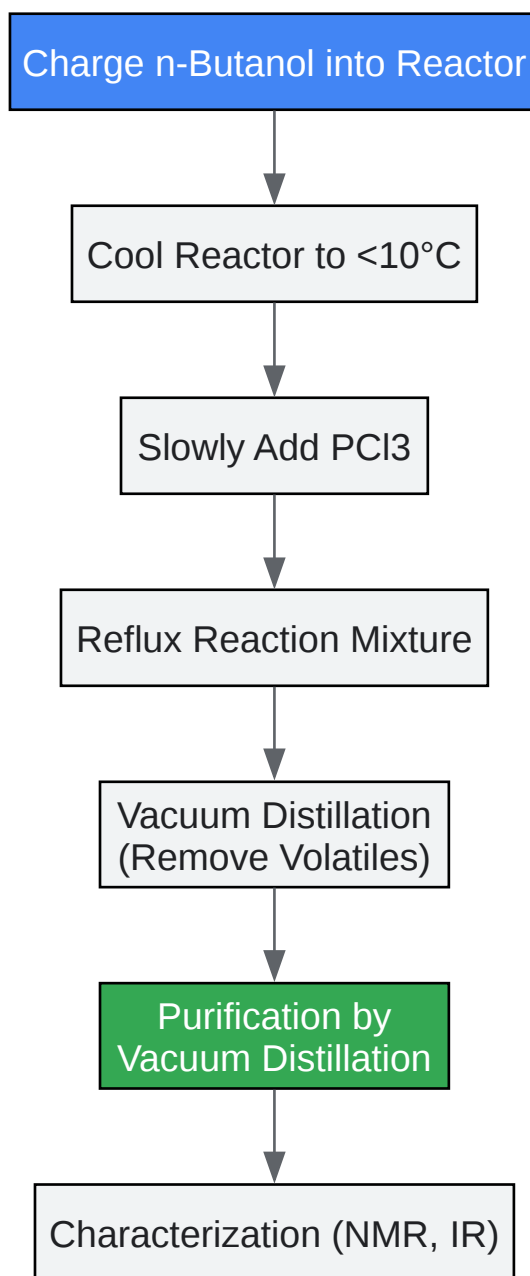 Charge n-Butanol into Reactor
Cool Reactor to <10°C
Slowly Add PCl3
Reflux Reaction Mixture
Vacuum Distillation
(Remove Volatiles)
Purification by
Vacuum Distillation
Characterization (NMR, IR)